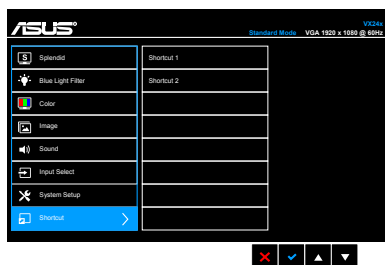 ASUS
VX24x
Standard Mode VGA 1920 x 1080 @ 60Hz
S Splendid
Shortcut 1
Blue Light Filter
Shortcut 2
Color
Image
Sound
Input Select
System Setup
Shortcut